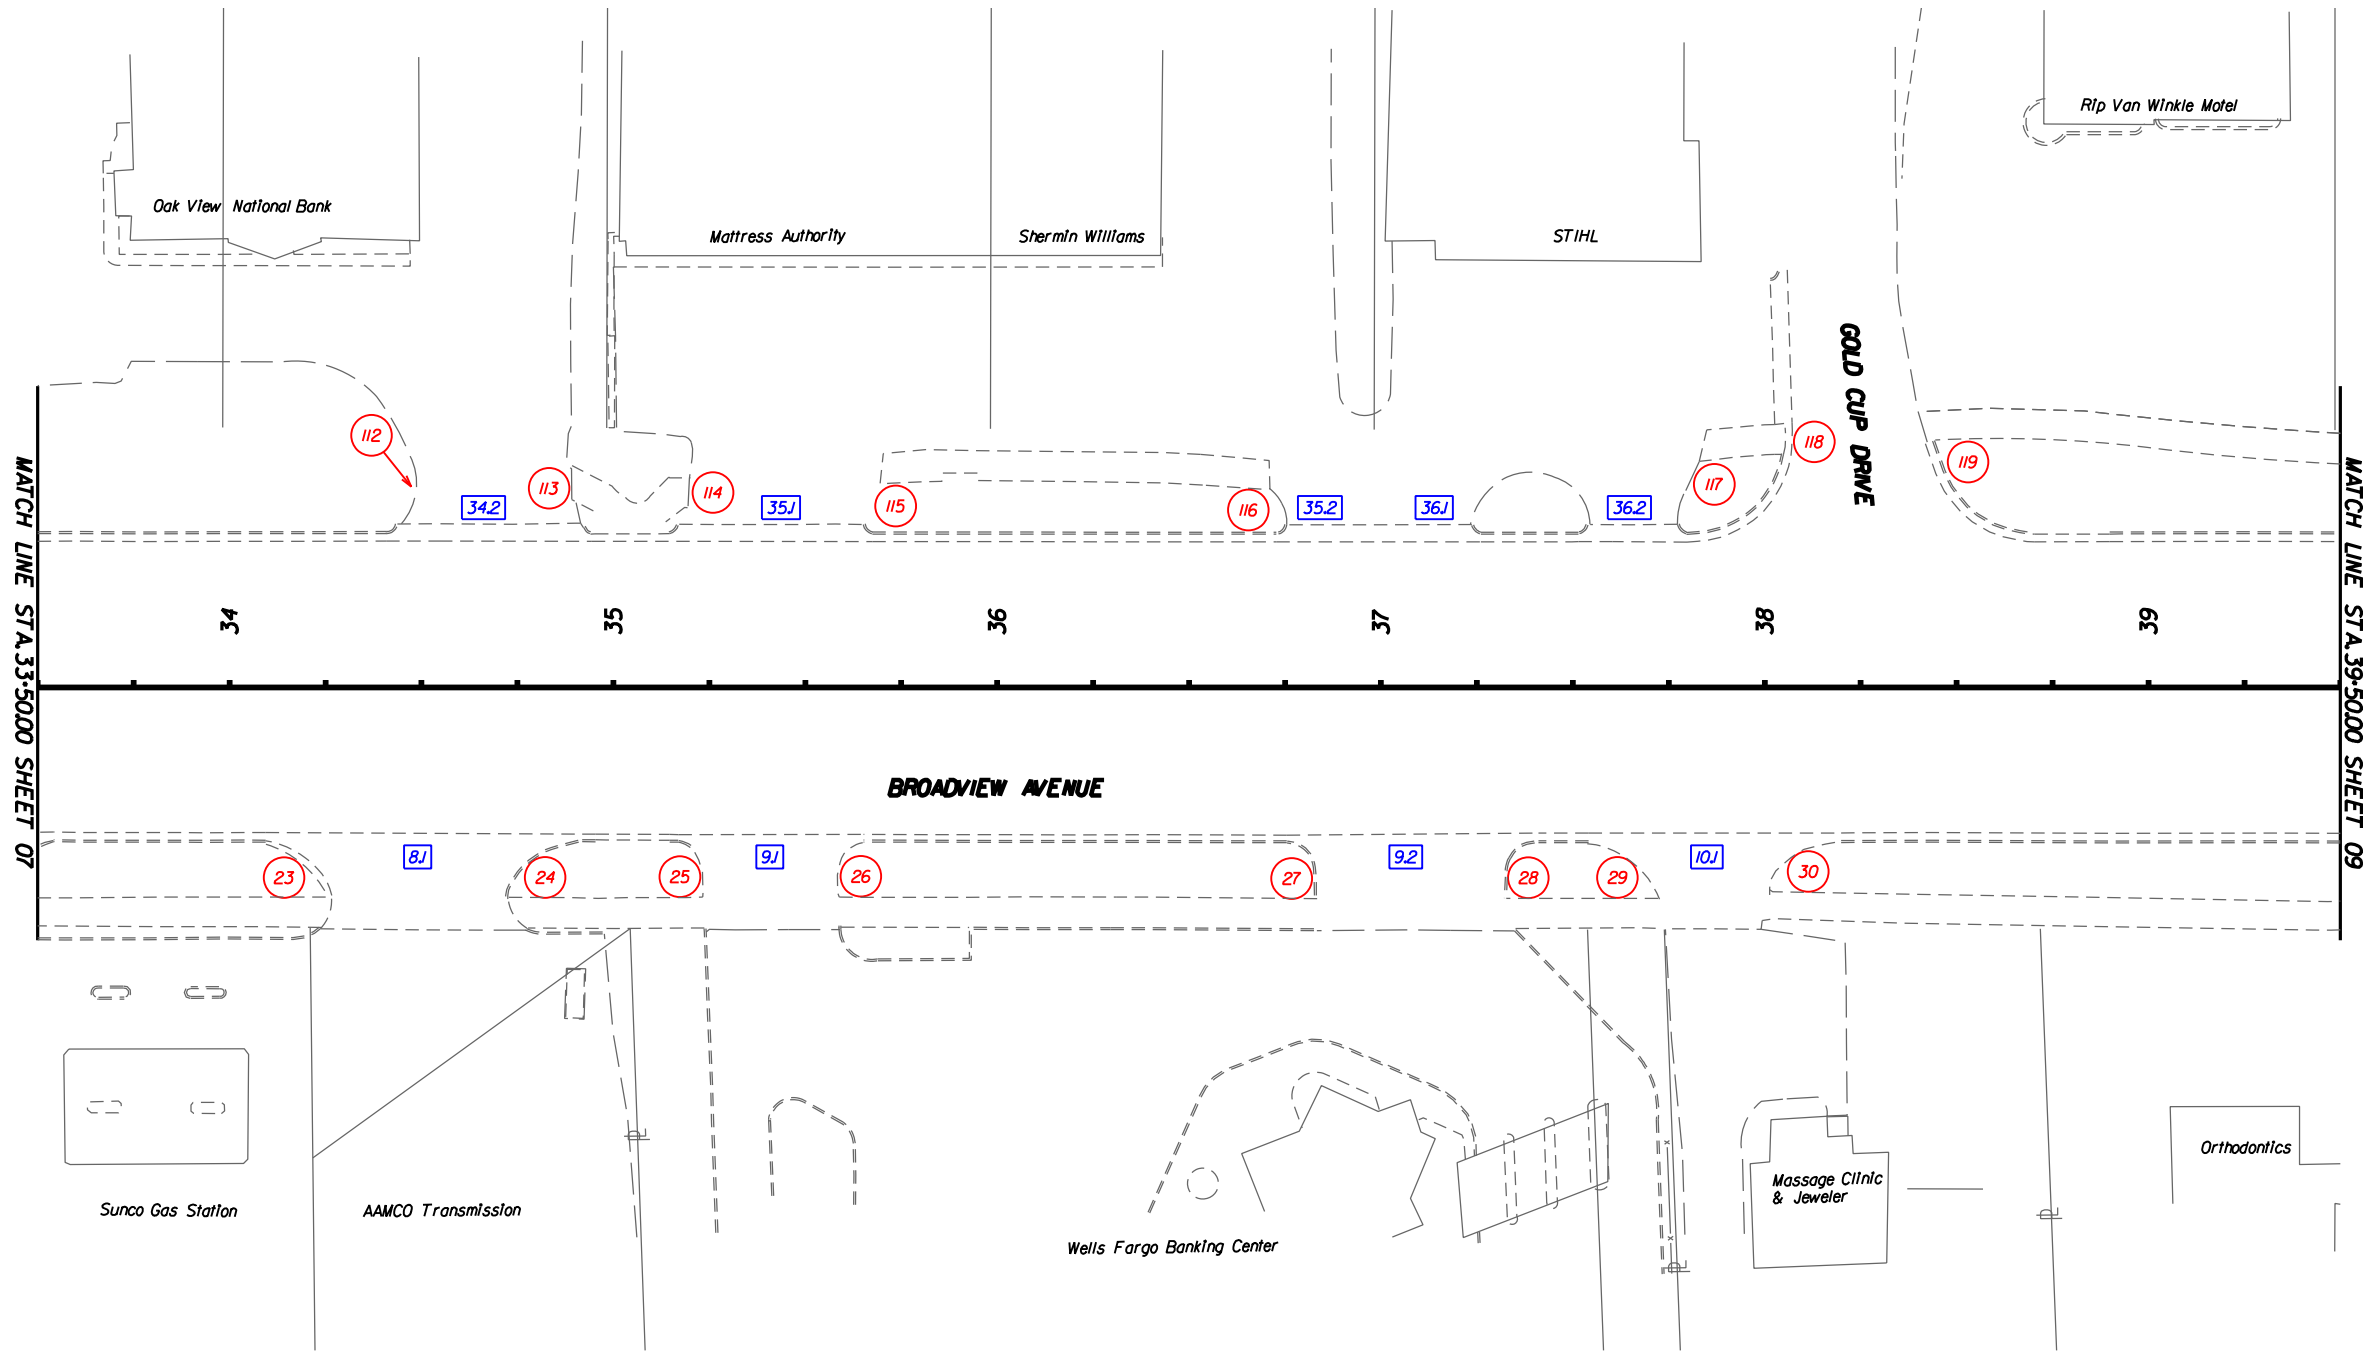 Rip Van Winkle Motel
Oak View National Bank
Mattress Authority
Shermin Williams
STIHL
GOLD CUP DRIVE
112
113
114
115
116
117
118
119
34.2
35.1
35.2
36.1
36.2
MATCH LINE STA.33+50.00 SHEET 07
34
35
36
37
38
39
MATCH LINE STA.39+50.00 SHEET 09
BROADVIEW AVENUE
8.1
9.1
9.2
10.1
23
24
25
26
27
28
29
30
Orthodontics
Massage Clinic
& Jeweler
Sunco Gas Station
AAMCO Transmission
Wells Fargo Banking Center